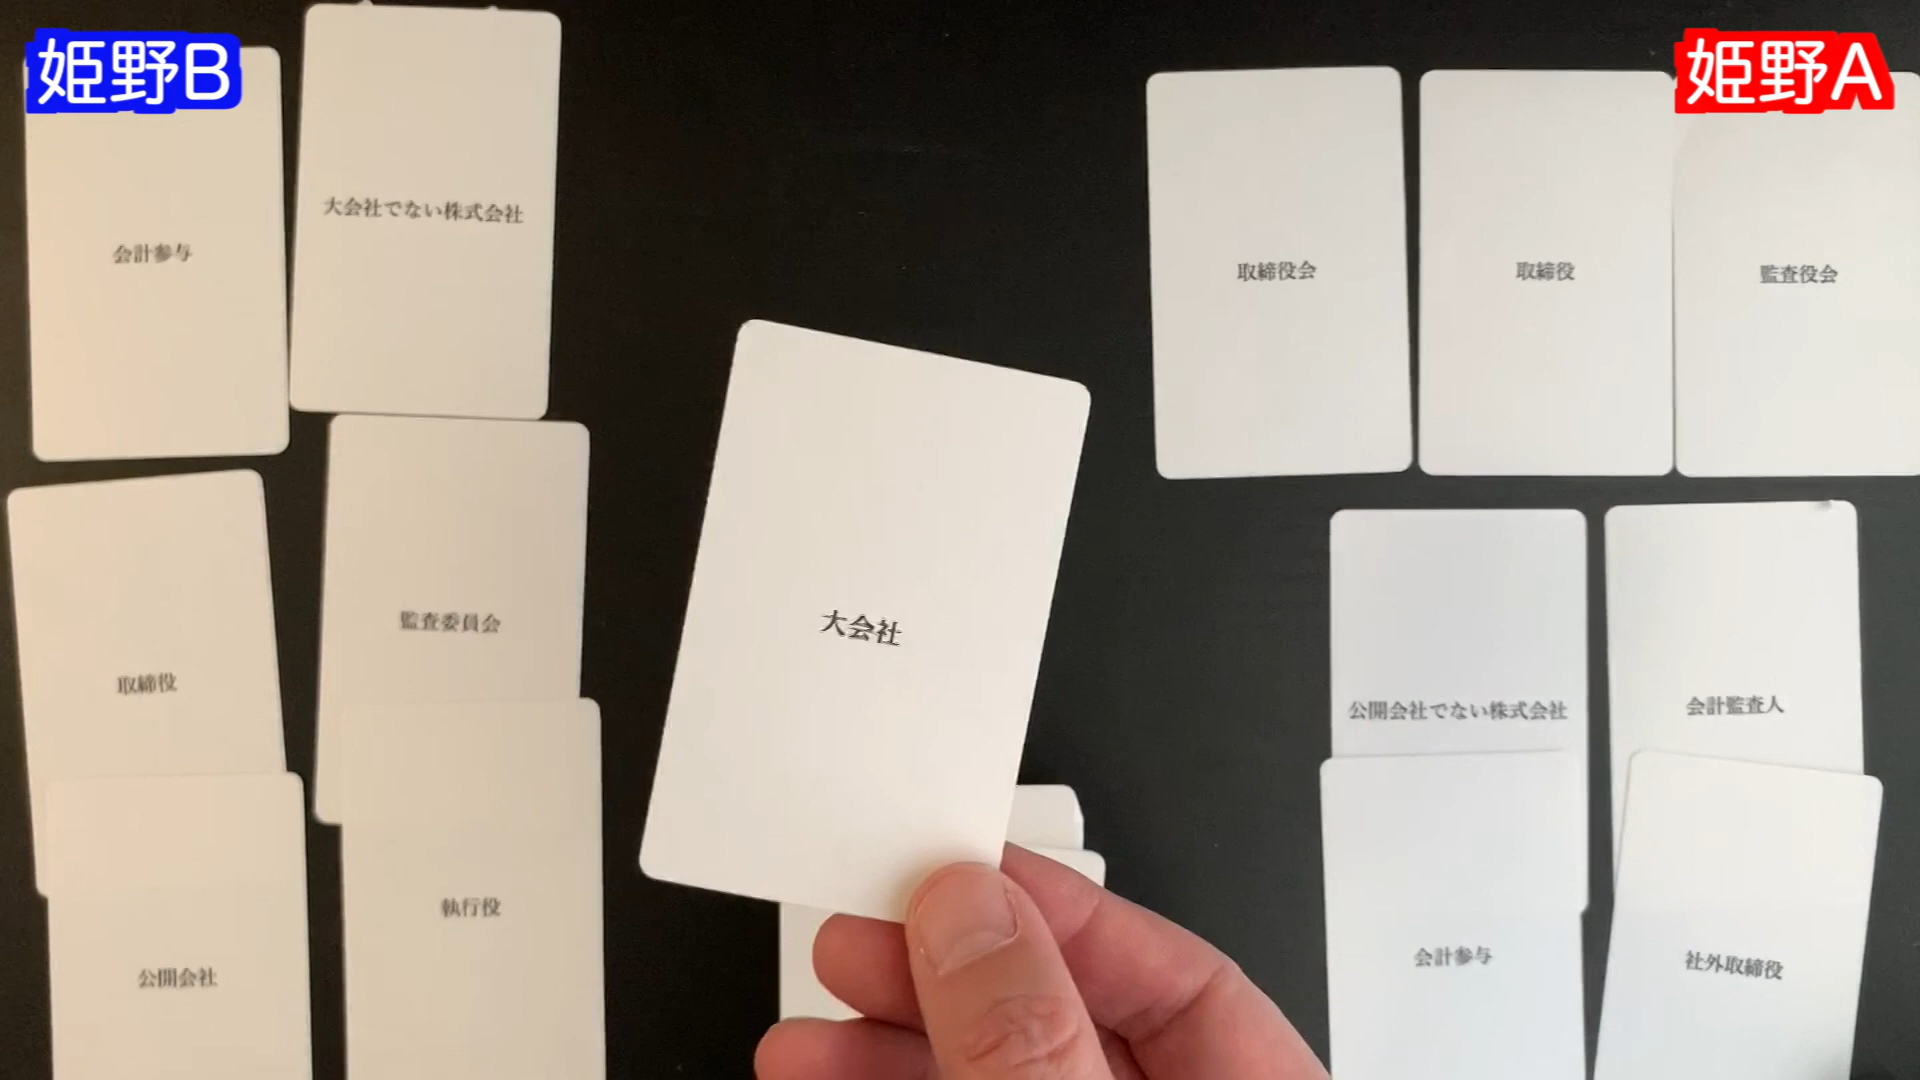 姫野B
姫野A
会計参与
大会社でない株式会社
取締役
監査委員会
公開会社
執行役
大会社
取締役会
取締役
監査役会
公開会社でない株式会社
会計監査人
会計参与
社外取締役